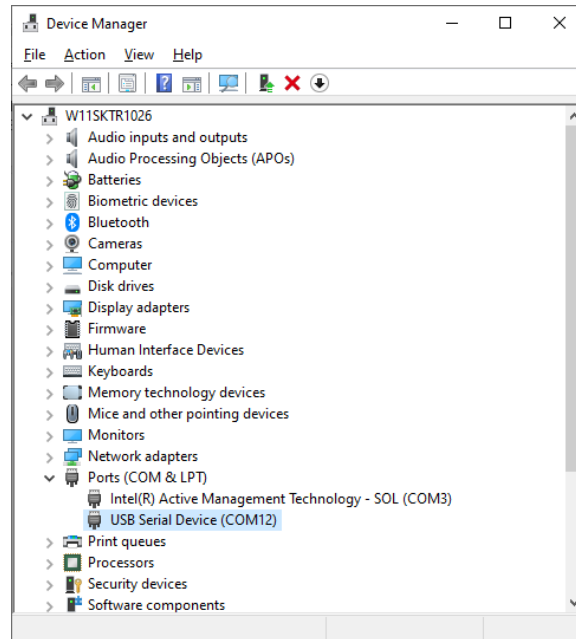 Device Manager
File Action View Help
W11SKTR1026
Audio inputs and outputs
Audio Processing Objects (APOs)
Batteries
Biometric devices
Bluetooth
Cameras
Computer
Disk drives
Display adapters
Firmware
Human Interface Devices
Keyboards
Memory technology devices
Mice and other pointing devices
Monitors
Network adapters
Ports (COM & LPT)
Intel(R) Active Management Technology - SOL (COM3)
USB Serial Device (COM12)
Print queues
Processors
Security devices
Software components